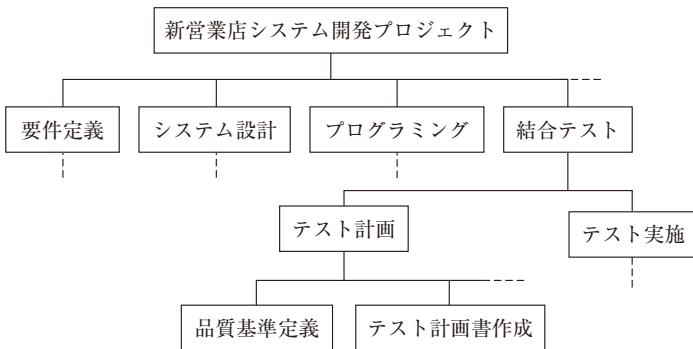 新営業店システム開発プロジェクト
要件定義
システム設計
プログラミング
結合テスト
テスト計画
テスト実施
品質基準定義
テスト計画書作成